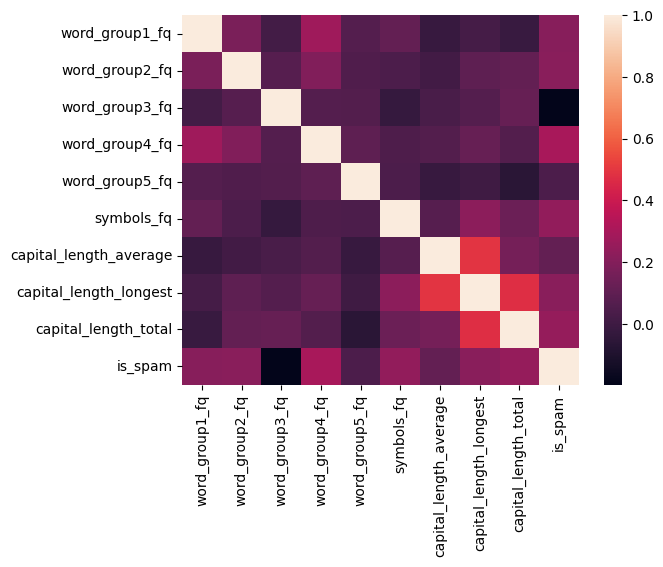 word_group1_fq
word_group2_fq
word_group3_fq
word_group4_fq
word_group5_fq
symbols_fq
capital_length_average
capital_length_longest
capital_length_total
is_spam
word_group1_fq
word_group2_fq
word_group3_fq
word_group4_fq
word_group5_fq
symbols_fq
capital_length_average
capital_length_longest
capital_length_total
is_spam
1.0
0.8
0.6
0.4
0.2
0.0